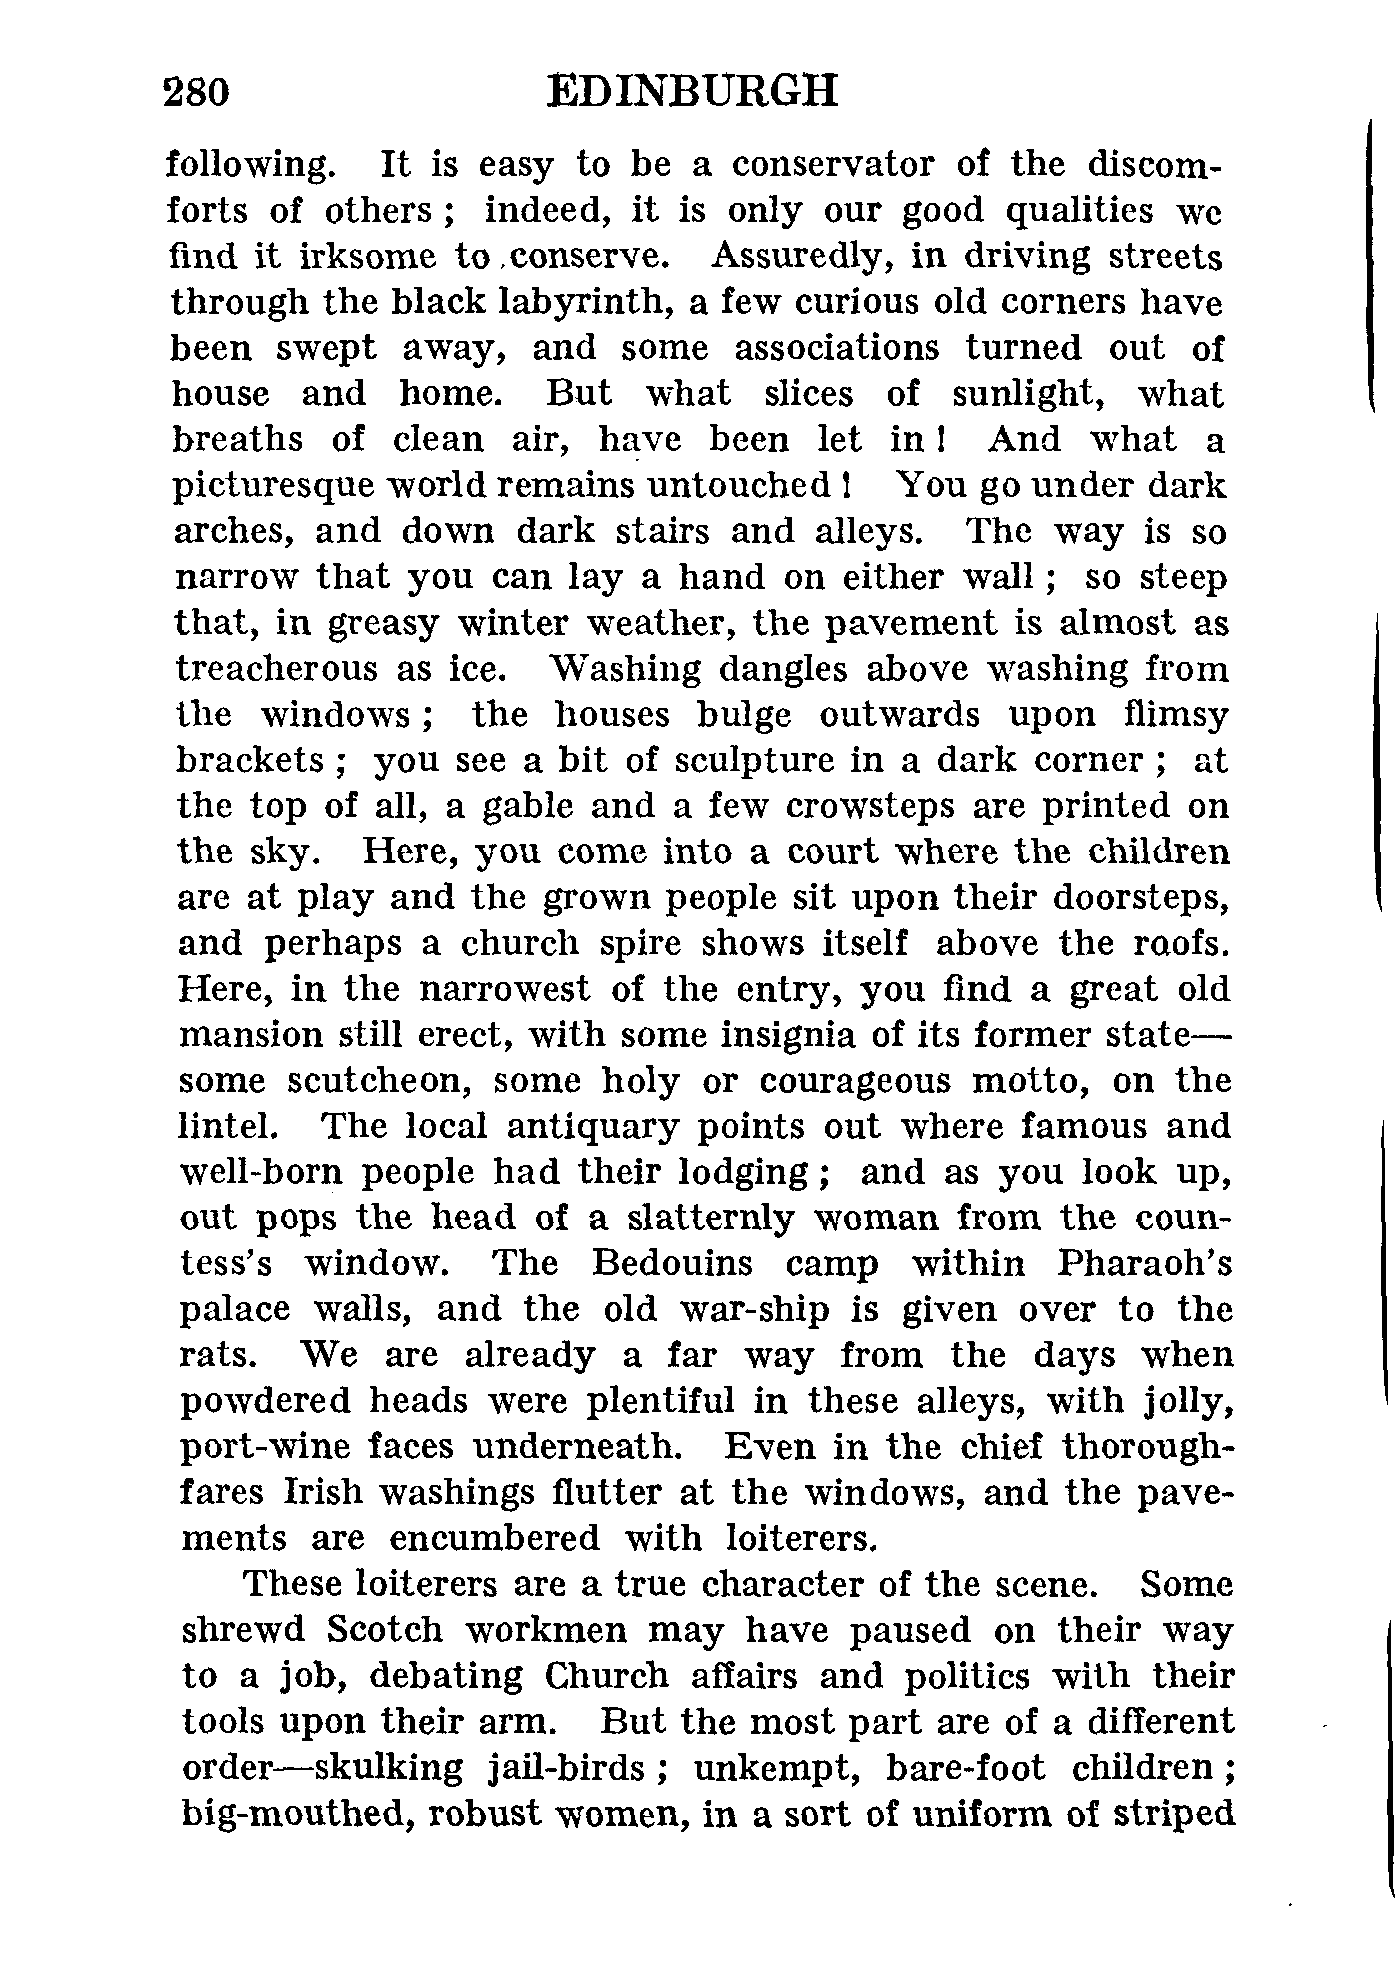 280 EDINBURGH
following. It is easy to be a conservator of the discom-
forts of others ; indeed, it is only our good qualities we
find it irksome to conserve. Assuredly, in driving streets
through the black labyrinth, a few curious old corners have
been swept away, and some associations turned out of
house and home. But what slices of sunlight, what
breaths of clean air, have been let in ! And what a
picturesque world remains untouched ! You go under dark
arches, and down dark stairs and alleys. The way is so
narrow that you can lay a hand on either wall ; so steep
that, in greasy winter weather, the pavement is almost as
treacherous as ice. Washing dangles above washing from
the windows ; the houses bulge outwards upon flimsy
brackets ; you see a bit of sculpture in a dark corner ; at
the top of all, a gable and a few crowsteps are printed on
the sky. Here, you come into a court where the children
are at play and the grown people sit upon their doorsteps,
and perhaps a church spire shows itself above the roofs.
Here, in the narrowest of the entry, you find a great old
mansion still erect, with some insignia of its former state—
some scutcheon, some holy or courageous motto, on the
lintel. The local antiquary points out where famous and
well-born people had their lodging ; and as you look up,
out pops the head of a slatternly woman from the coun-
tess's window. The Bedouins camp within Pharaoh's
palace walls, and the old war-ship is given over to the
rats. We are already a far way from the days when
powdered heads were plentiful in these alleys, with jolly,
port-wine faces underneath. Even in the chief thorough-
fares Irish washings flutter at the windows, and the pave-
ments are encumbered with loiterers.
These loiterers are a true character of the scene. Some
shrewd Scotch workmen may have paused on their way
to a job, debating Church affairs and politics with their
tools upon their arm. But the most part are of a different
order—skulking jail-birds ; unkempt, bare-foot children ;
big-mouthed, robust women, in a sort of uniform of striped